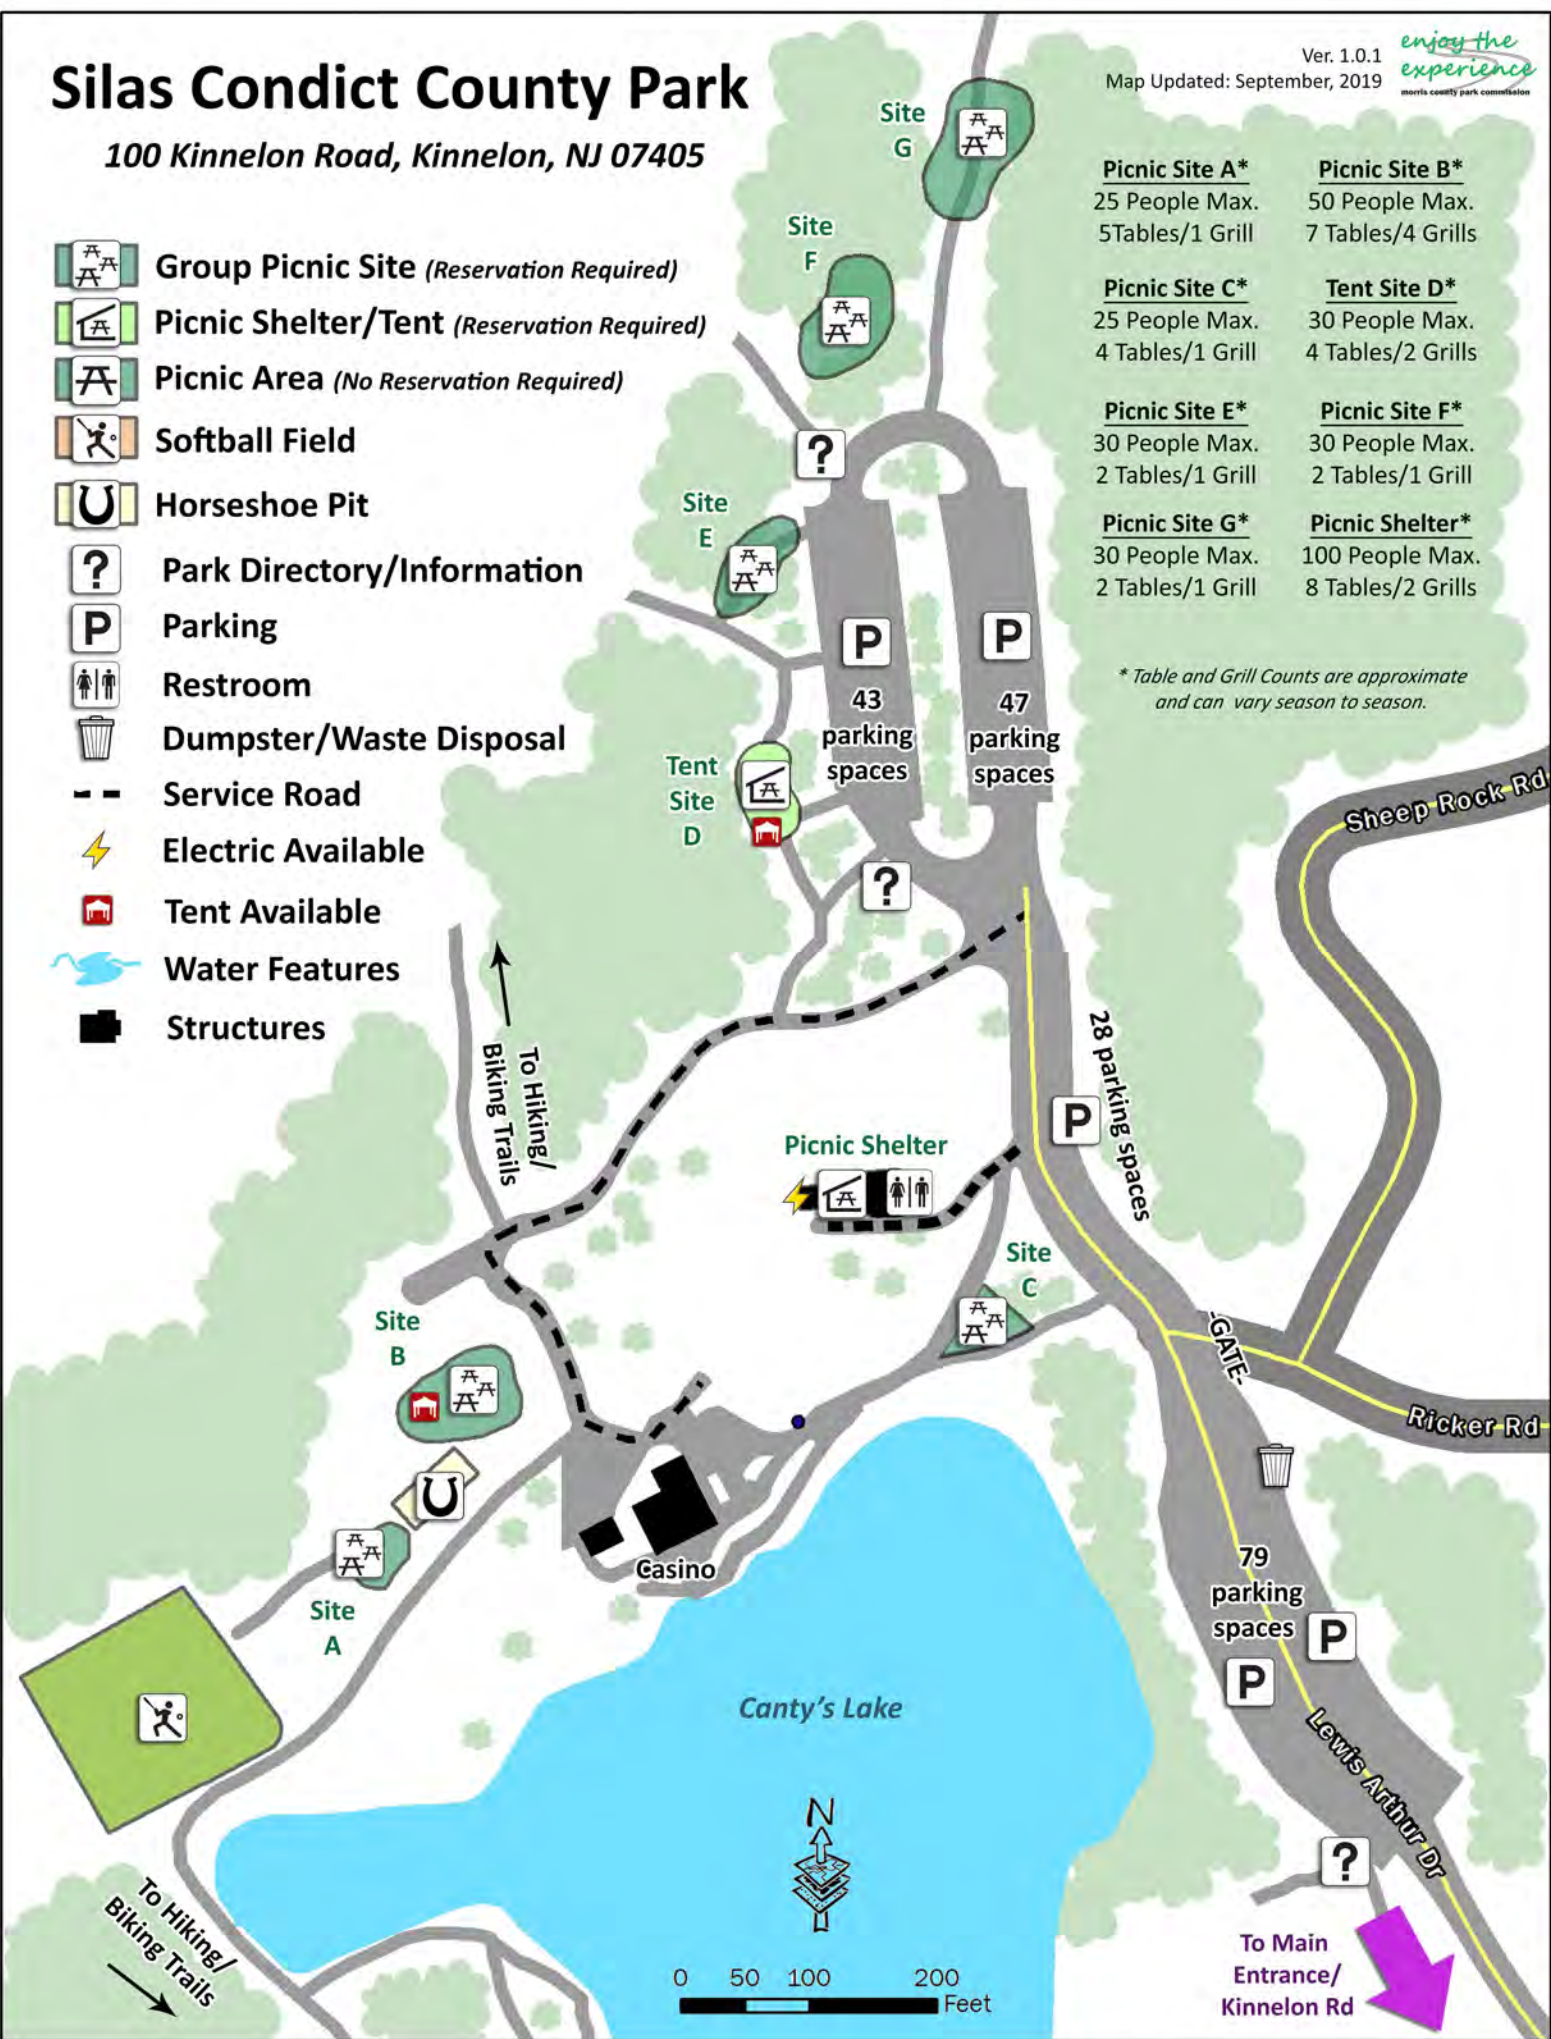 Silas Condict County Park
100 Kinnelon Road, Kinnelon, NJ 07405
Ver. 1.0.1
Map Updated: September, 2019
enjoy the
experience
morris county park commission
Group Picnic Site (Reservation Required)
Picnic Shelter/Tent (Reservation Required)
Picnic Area (No Reservation Required)
Softball Field
Horseshoe Pit
? Park Directory/Information
P Parking
Restroom
Dumpster/Waste Disposal
Service Road
Electric Available
Tent Available
Water Features
Structures
Picnic Site A*
25 People Max.
5Tables/1 Grill
Picnic Site B*
50 People Max.
7 Tables/4 Grills
Picnic Site C*
25 People Max.
4 Tables/1 Grill
Tent Site D*
30 People Max.
4 Tables/2 Grills
Picnic Site E*
30 People Max.
2 Tables/1 Grill
Picnic Site F*
30 People Max.
2 Tables/1 Grill
Picnic Site G*
30 People Max.
2 Tables/1 Grill
Picnic Shelter*
100 People Max.
8 Tables/2 Grills
* Table and Grill Counts are approximate
and can vary season to season.
Site
G
Site
F
?
Site
E
P
43
parking
spaces
P
47
parking
spaces
Tent
Site
D
?
Sheep Rock Rd
To Hiking/
Biking Trails
28 parking spaces
P
Picnic Shelter
Site
C
-GATE-
Ricker Rd
Site
B
Casino
Site
A
79
parking
spaces
P
P
Canty's Lake
Lewis Arthur Dr
N
?
To Hiking/
Biking Trails
To Main
Entrance/
Kinnelon Rd
0 50 100 200
Feet